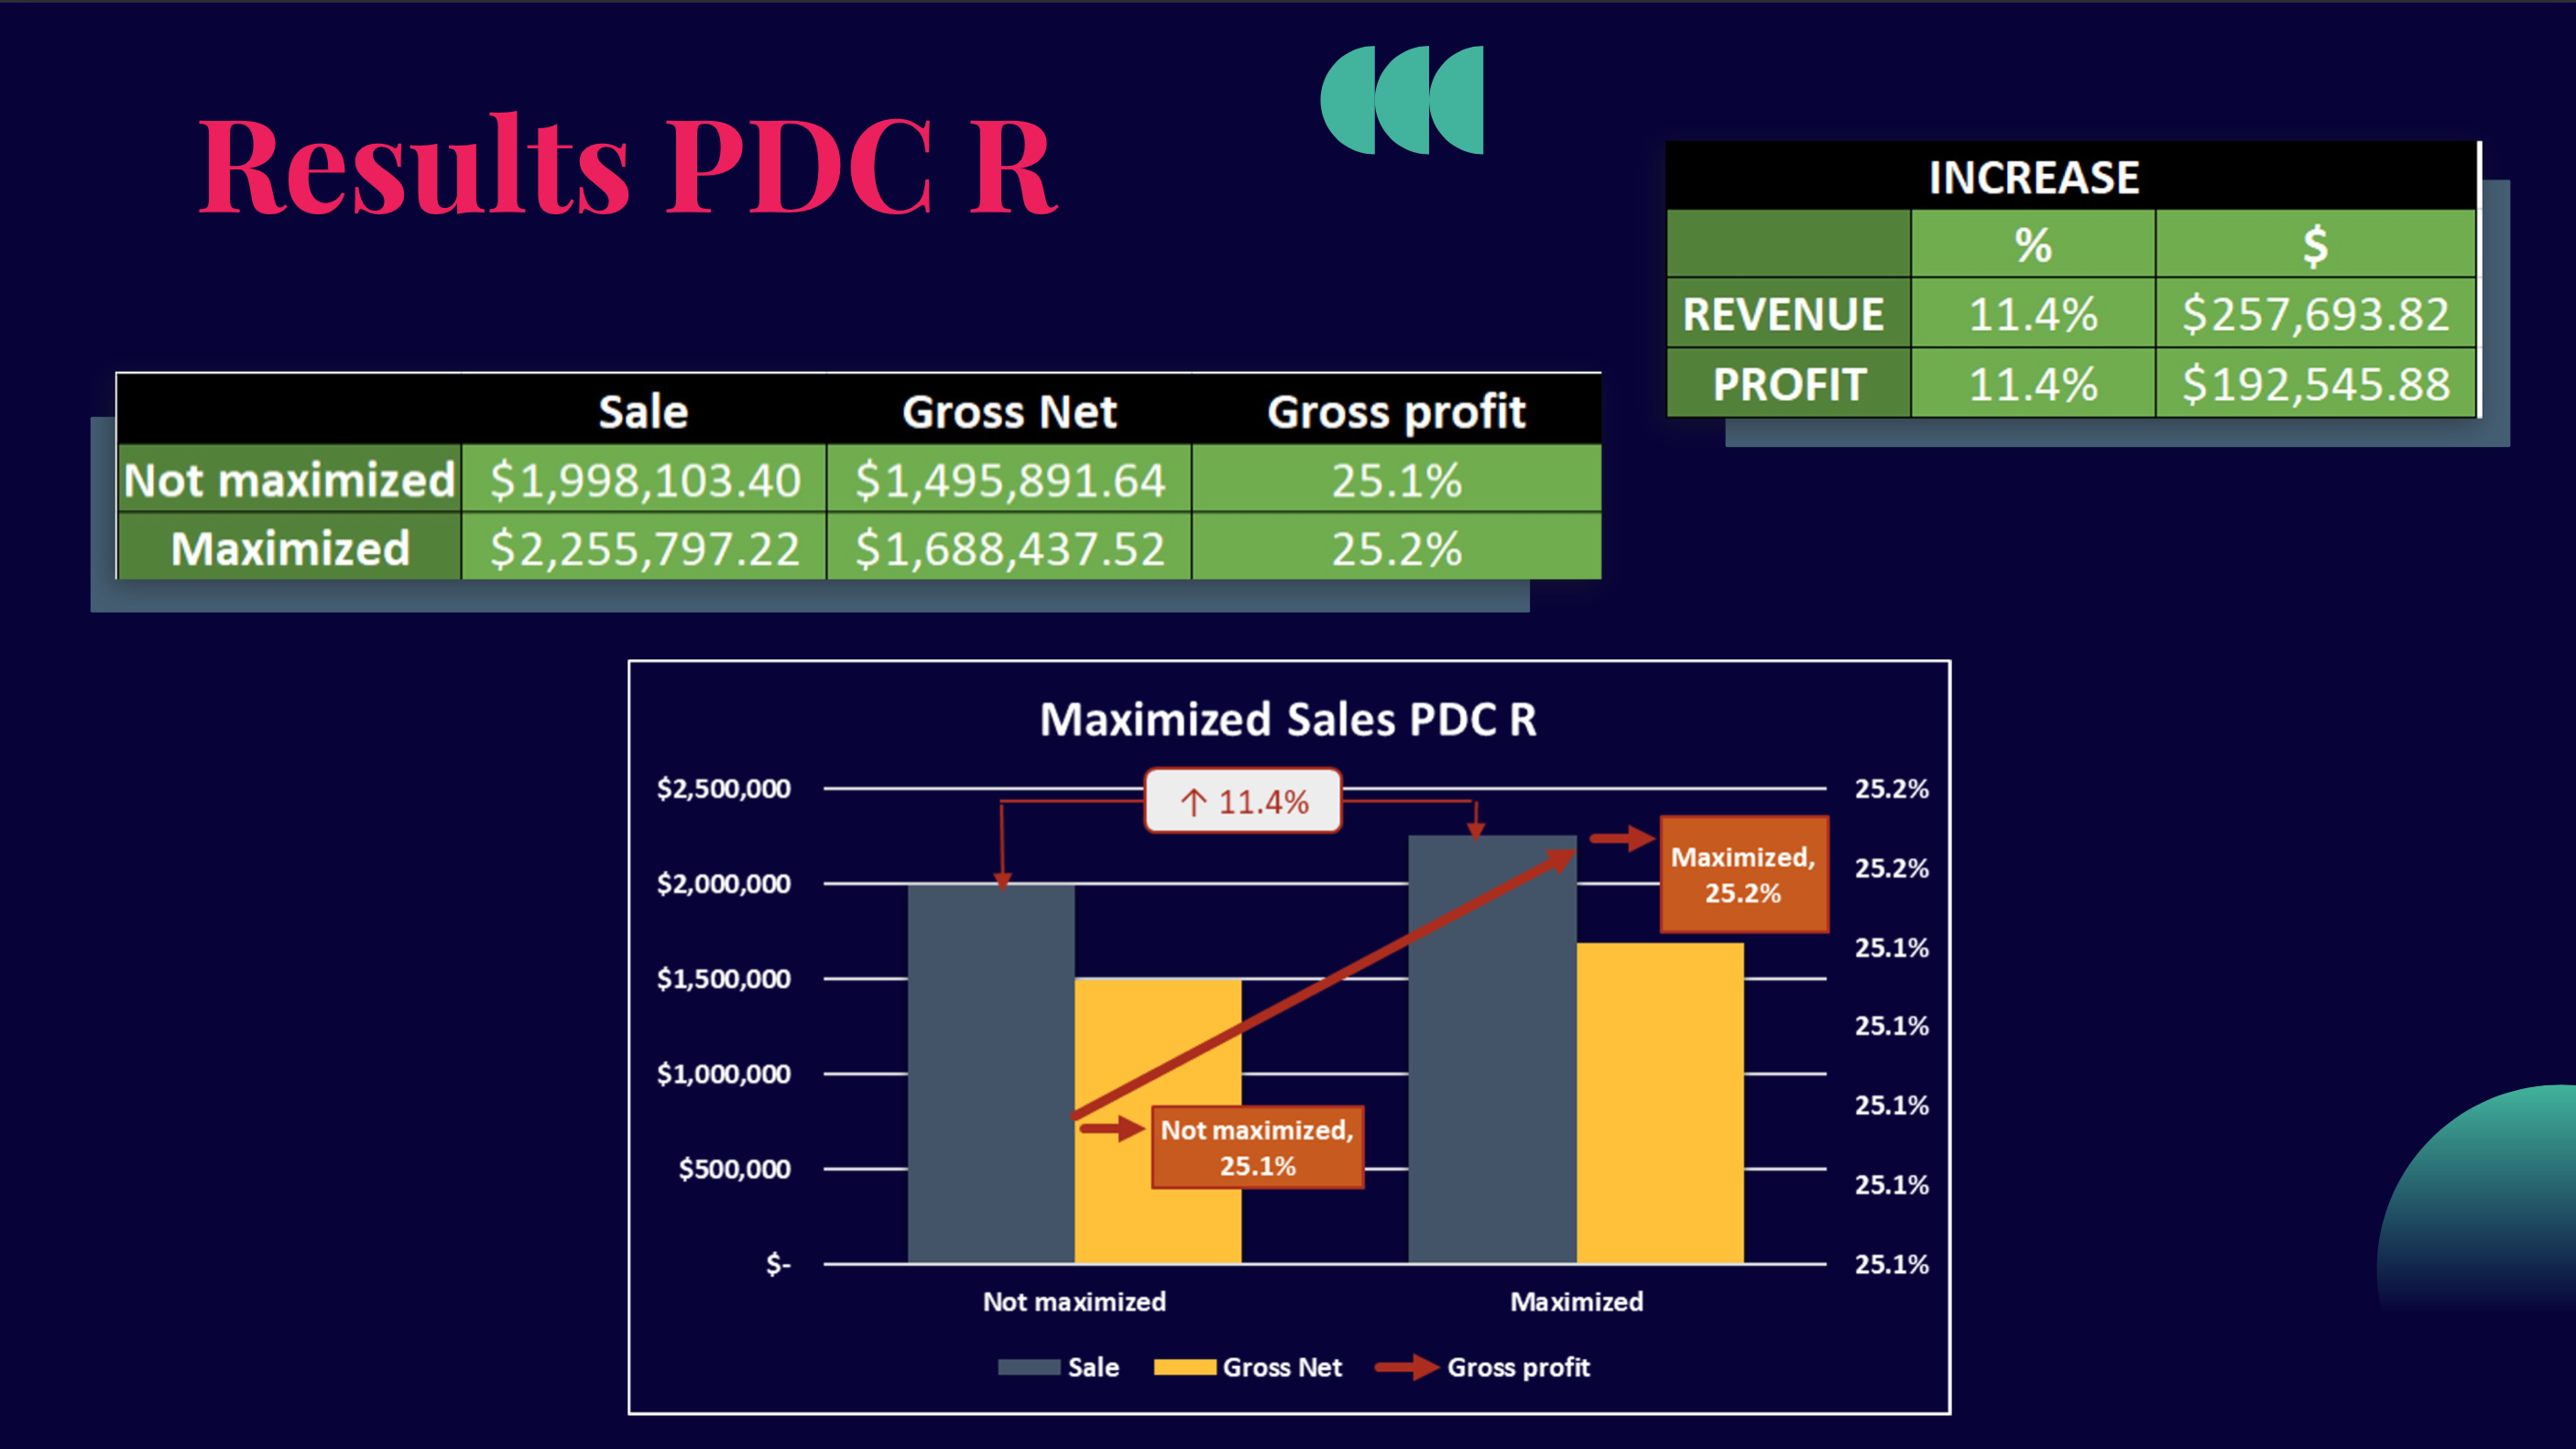 Results PDC R
INCREASE
% $
REVENUE 11.4% $257,693.82
PROFIT 11.4% $192,545.88
Sale Gross Net Gross profit
Not maximized $1,998,103.40 $1,495,891.64 25.1%
Maximized $2,255,797.22 $1,688,437.52 25.2%
Maximized Sales PDC R
$2,500,000
$2,000,000
$1,500,000
$1,000,000
$500,000
$-
↑ 11.4%
Maximized,
25.2%
Not maximized,
25.1%
25.2%
25.2%
25.1%
25.1%
25.1%
25.1%
25.1%
Not maximized Maximized
Sale Gross Net Gross profit